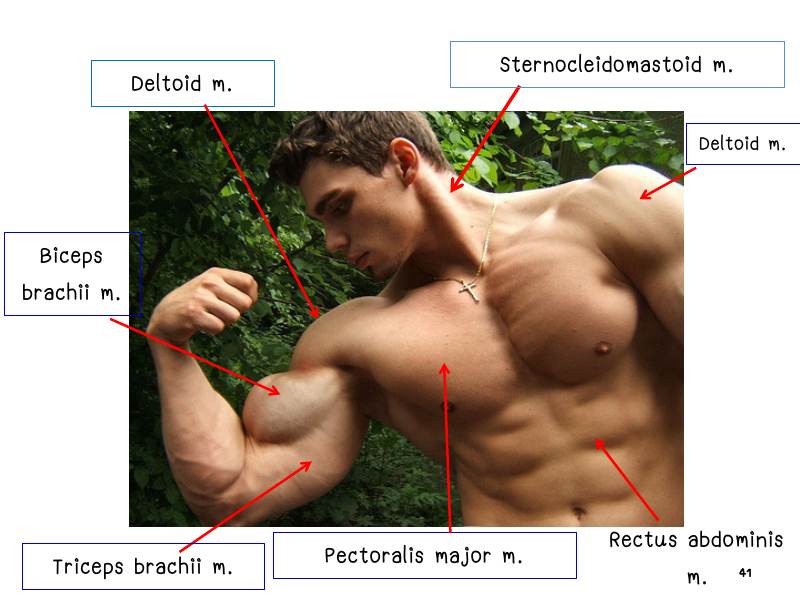 Sternocleidomastoid m.
Deltoid m.
Deltoid m.
Biceps
brachii m.
Rectus abdominis
m.
Pectoralis major m.
Triceps brachii m.
41